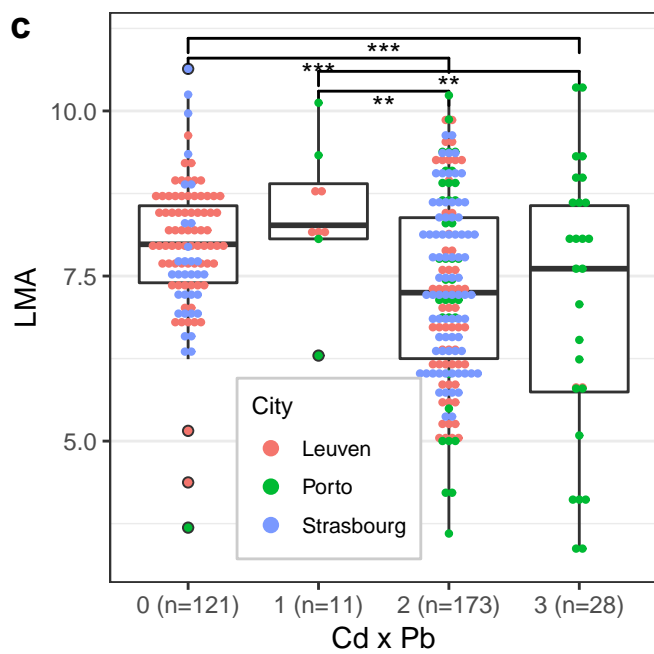 c
***
***
**
**
10.0
7.5
5.0
LMA
City
Leuven
Porto
Strasbourg
0 (n=121) 1 (n=11) 2 (n=173) 3 (n=28)
Cd x Pb